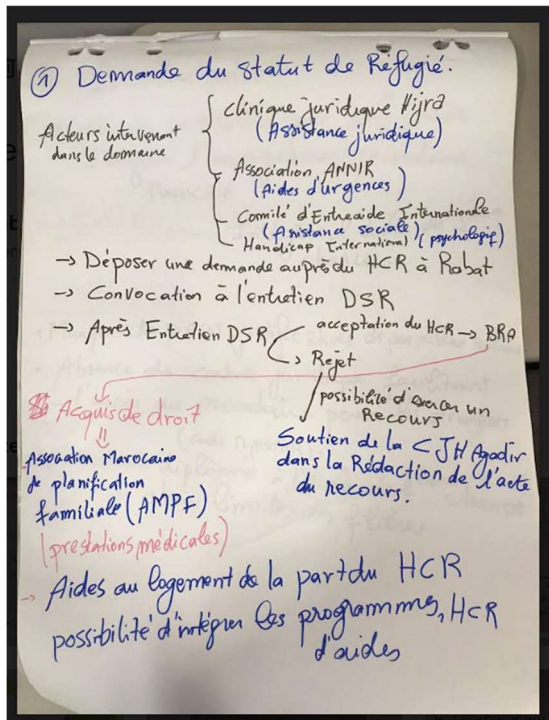 ① Demande du statut de Réfugié.
Acteurs intervenant
dans le domaine
clinique juridique Hijra
(Assistance juridique)
Association ANNIR
(Aides d'urgences)
Comité d'Entreaide Internationale
(Assistance sociale)
Handicap International (psychologiq)
→ Déposer une demande auprès du HCR à Rabat
→ Convocation à l'entretien DSR
→ Après Entretien DSR
acceptation du HCR → BRA
↳ Rejet
possibilité d'exercer un
Recours
Acquis de droit
⇓
Association Marocaine
de planification
familiale (AMPF)
(prestations médicales)
Soutien de la CJH Agadir
dans la Rédaction de l'acte
du recours.
→ Aides au logement de la part du HCR
possibilité d'intégrer les programmes, HCR
d'aides